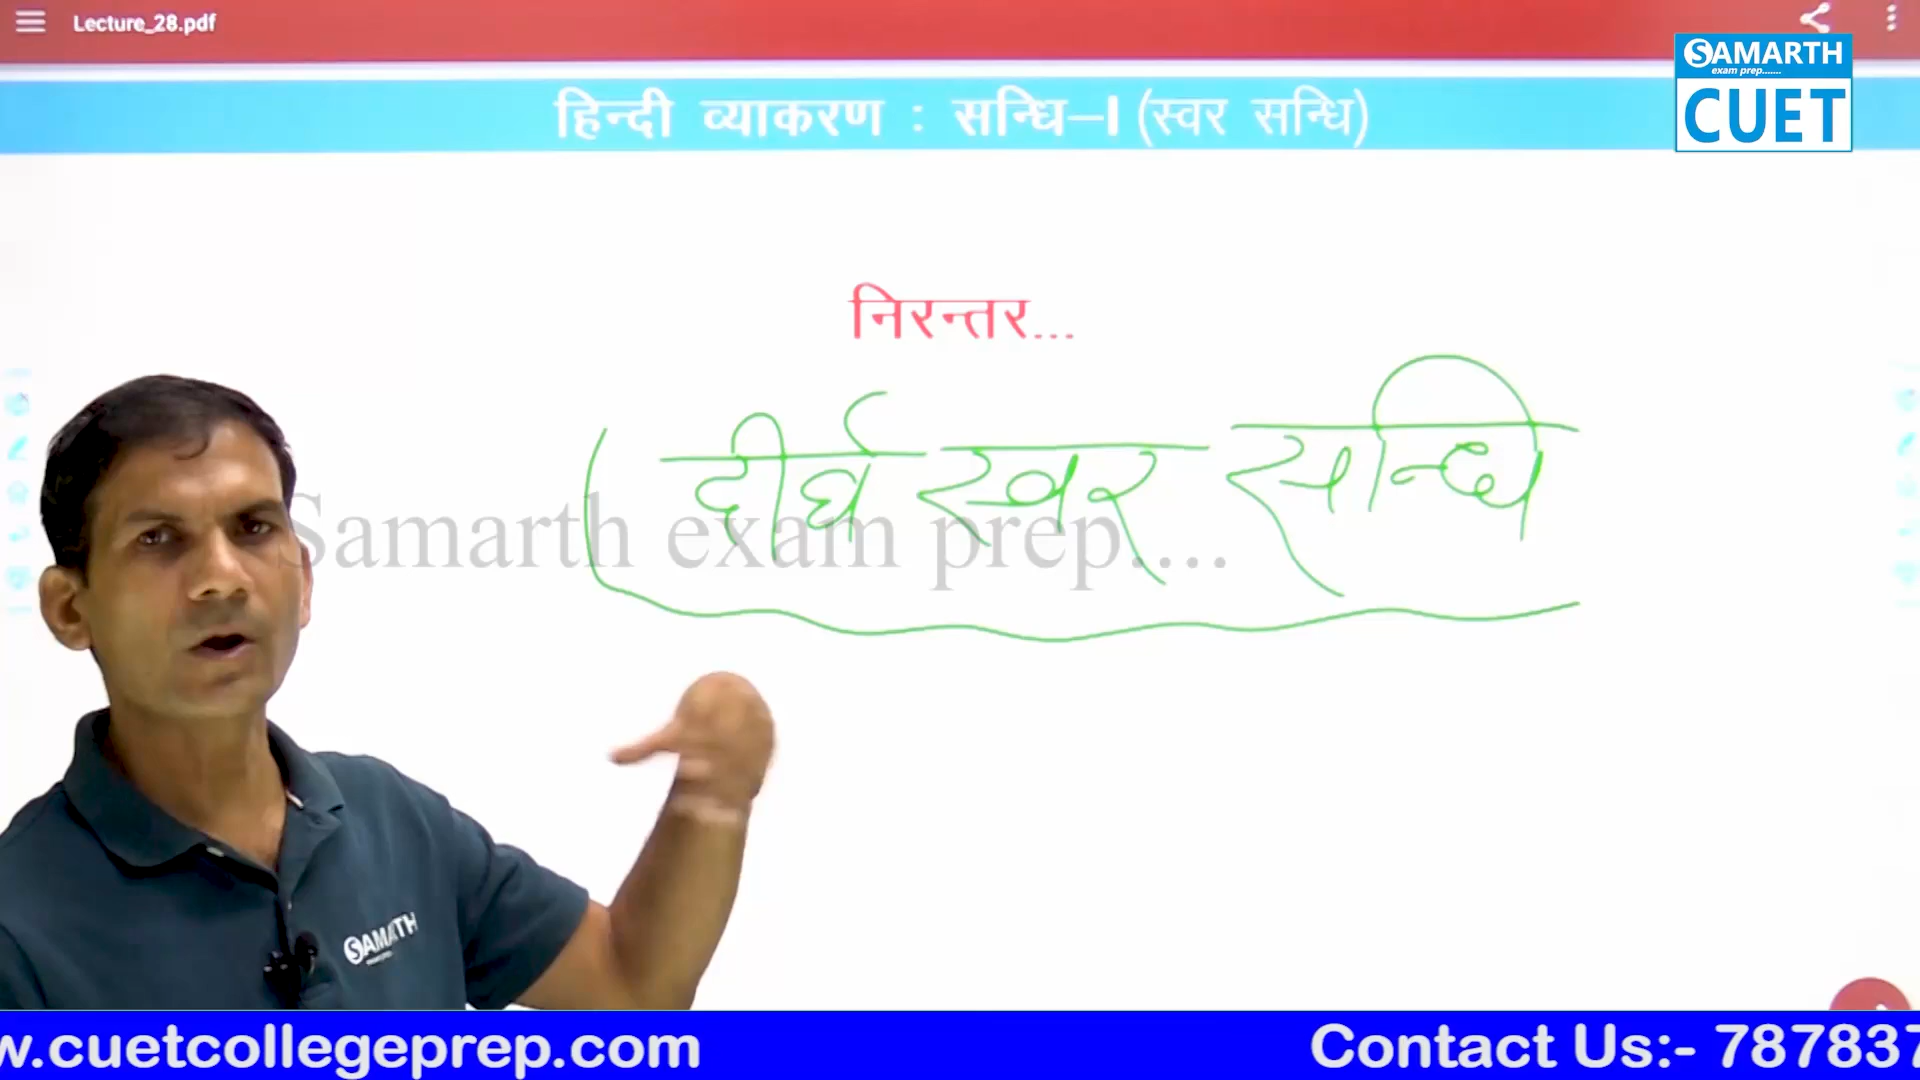 Lecture_28.pdf
SAMARTH
exam prep.......
CUET
हिन्दी व्याकरण : सन्धि–I (स्वर सन्धि)
निरन्तर...
दीर्घ स्वर सन्धि
Samarth exam prep....
SAMARTH
w.cuetcollegeprep.com
Contact Us:- 787837